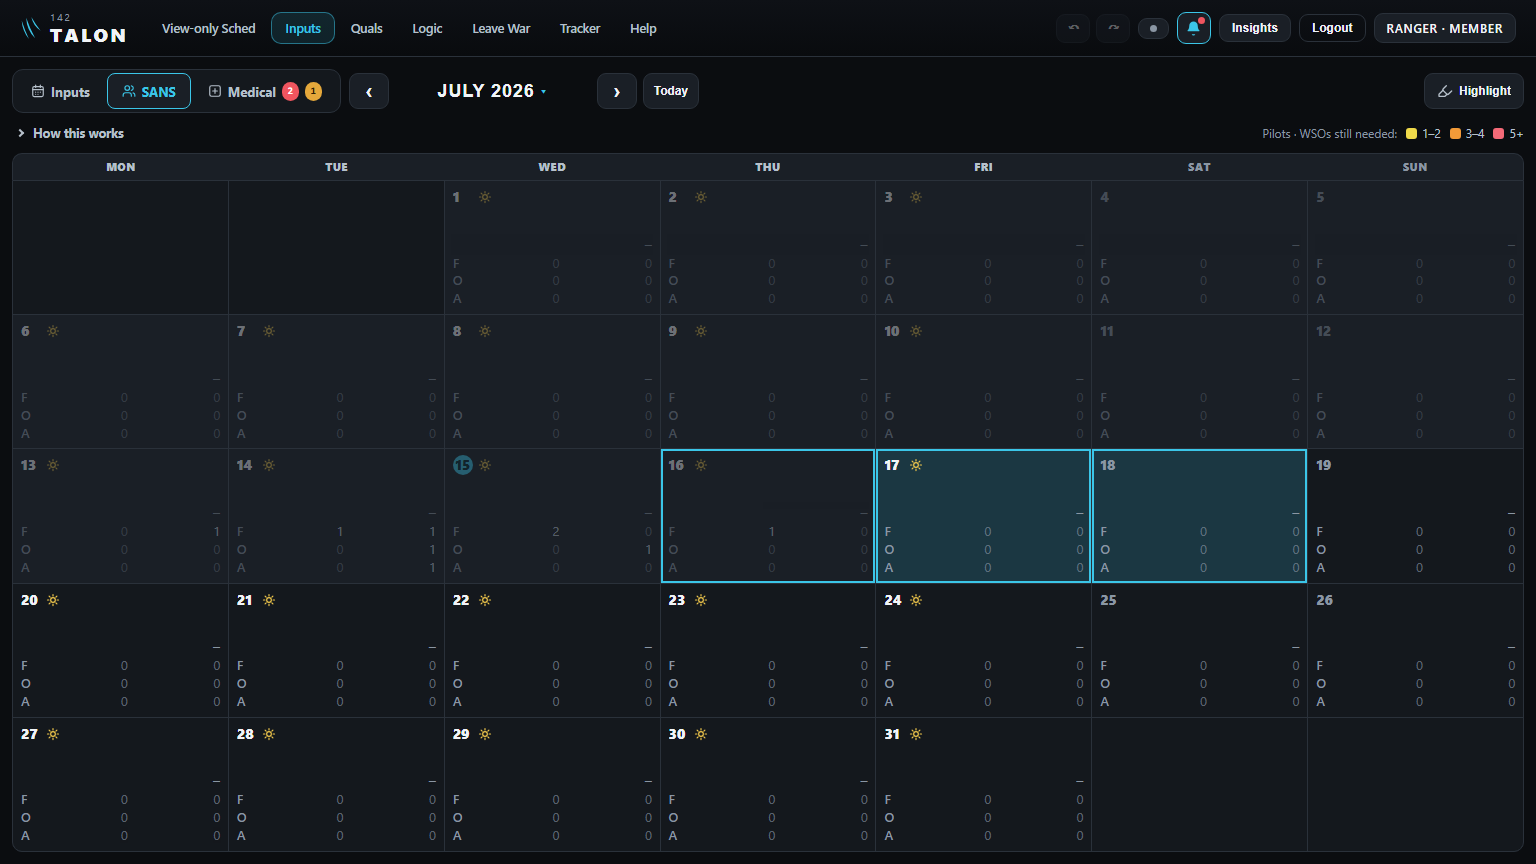 142
TALON
View-only Sched
Inputs
Quals
Logic
Leave War
Tracker
Help
Insights
Logout
RANGER · MEMBER
Inputs
SANS
Medical 2 1
‹
JULY 2026
›
Today
Highlight
How this works
Pilots · WSOs still needed: 1–2 3–4 5+
MON TUE WED THU FRI SAT SUN
1 2 3 4 5
– – – – –
F 0 0 F 0 0 F 0 0 F 0 0 F 0 0
O 0 0 O 0 0 O 0 0 O 0 0 O 0 0
A 0 0 A 0 0 A 0 0 A 0 0 A 0 0
6 7 8 9 10 11 12
– – – – – – –
F 0 0 F 0 0 F 0 0 F 0 0 F 0 0 F 0 0 F 0 0
O 0 0 O 0 0 O 0 0 O 0 0 O 0 0 O 0 0 O 0 0
A 0 0 A 0 0 A 0 0 A 0 0 A 0 0 A 0 0 A 0 0
13 14 15 16 17 18 19
– – – – – – –
F 0 1 F 1 1 F 2 0 F 1 0 F 0 0 F 0 0 F 0 0
O 0 0 O 0 1 O 0 1 O 0 0 O 0 0 O 0 0 O 0 0
A 0 0 A 0 1 A 0 0 A 0 0 A 0 0 A 0 0 A 0 0
20 21 22 23 24 25 26
– – – – – – –
F 0 0 F 0 0 F 0 0 F 0 0 F 0 0 F 0 0 F 0 0
O 0 0 O 0 0 O 0 0 O 0 0 O 0 0 O 0 0 O 0 0
A 0 0 A 0 0 A 0 0 A 0 0 A 0 0 A 0 0 A 0 0
27 28 29 30 31
– – – – –
F 0 0 F 0 0 F 0 0 F 0 0 F 0 0
O 0 0 O 0 0 O 0 0 O 0 0 O 0 0
A 0 0 A 0 0 A 0 0 A 0 0 A 0 0